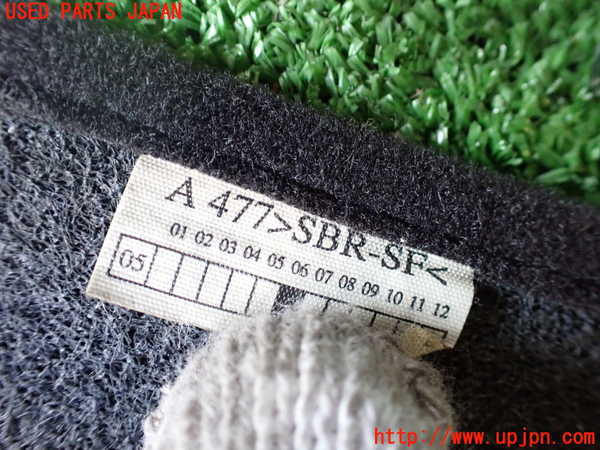 USED PARTS JAPAN
A 477>SBR-SF<
01 02 03 04 05 06 07 08 09 10 11 12
05
http://www.upjpn.com/